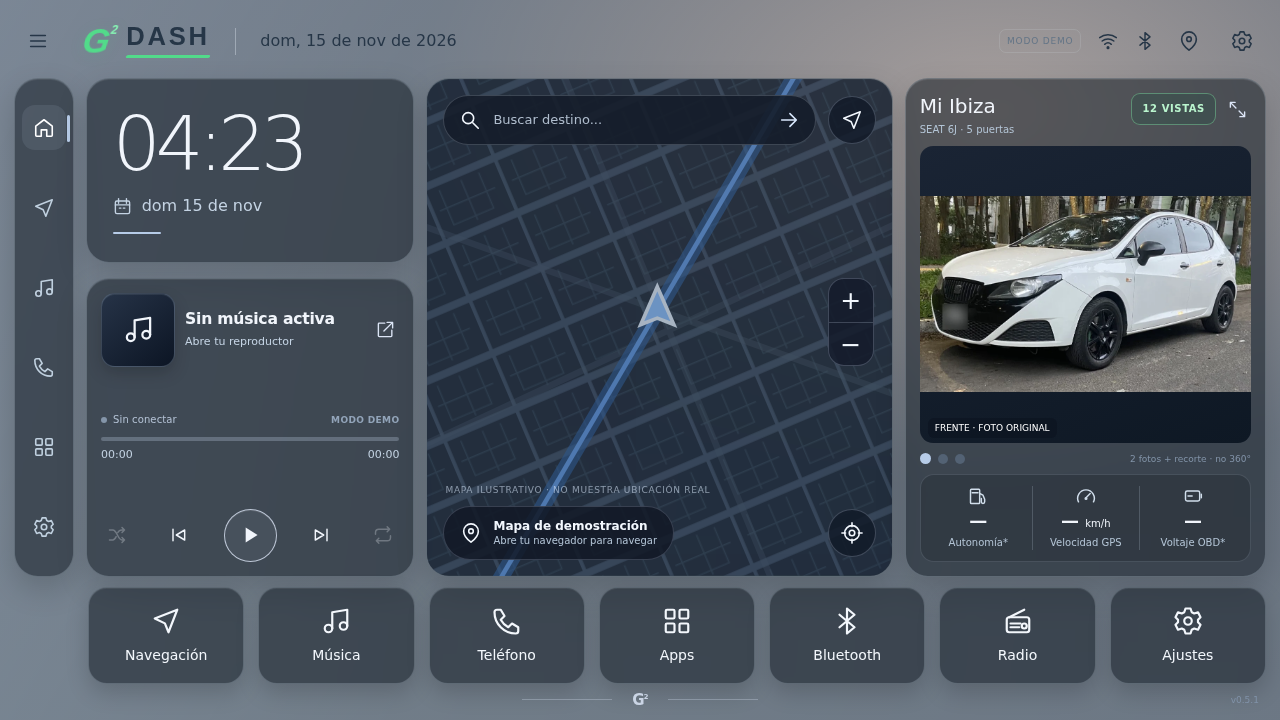 G² DASH
dom, 15 de nov de 2026
MODO DEMO
04:23
dom 15 de nov
Sin música activa
Abre tu reproductor
Sin conectar
MODO DEMO
00:00
00:00
Buscar destino...
+
−
MAPA ILUSTRATIVO · NO MUESTRA UBICACIÓN REAL
Mapa de demostración
Abre tu navegador para navegar
Mi Ibiza
SEAT 6J · 5 puertas
12 VISTAS
FRENTE · FOTO ORIGINAL
2 fotos + recorte · no 360°
—
— km/h
—
Autonomía*
Velocidad GPS
Voltaje OBD*
Navegación
Música
Teléfono
Apps
Bluetooth
Radio
Ajustes
G²
v0.5.1